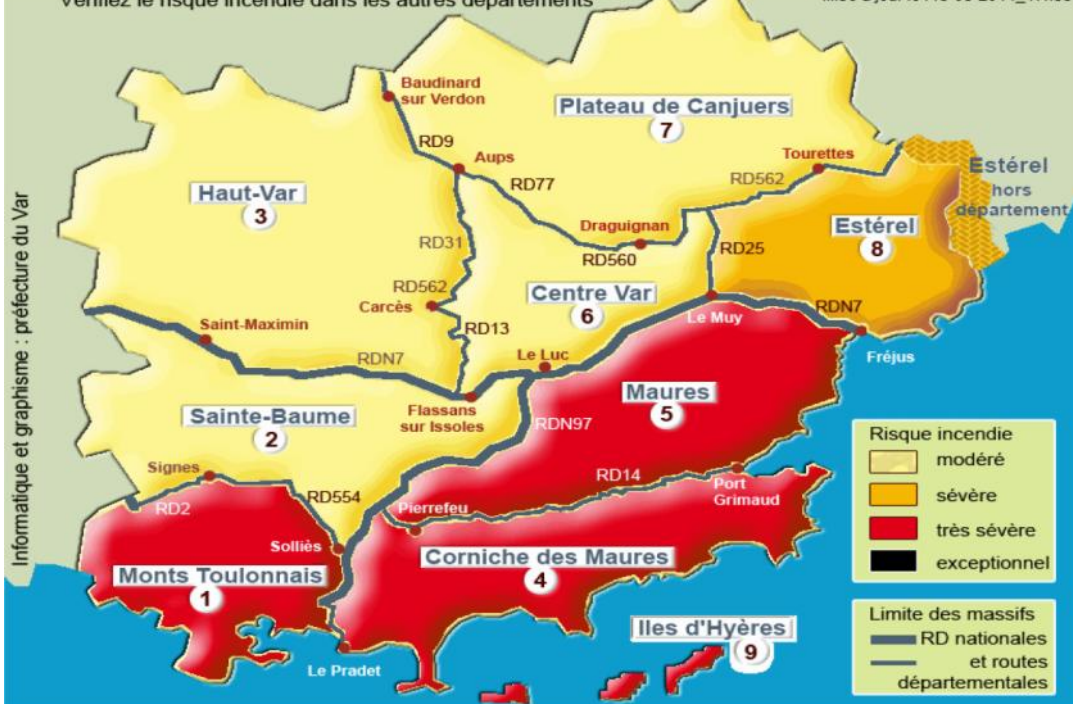 Vérifiez le risque incendie dans les autres départements
Informatique et graphisme : préfecture du Var
Baudinard
sur Verdon
Plateau de Canjuers
7
RD9
Aups
Tourettes
RD562
Estérel
hors
département
RD77
Haut-Var
3
Draguignan
Estérel
8
RD31
RD25
RD560
RD562
Carcès
Centre Var
6
RDN7
Le Muy
Saint-Maximin
RD13
RDN7
Le Luc
Fréjus
Maures
5
Flassans
sur Issoles
Sainte-Baume
2
RDN97
Signes
RD14
Port
Grimaud
RD2
RD554
Pierrefeu
Solliès
Corniche des Maures
4
Monts Toulonnais
1
Iles d'Hyères
9
Le Pradet
Risque incendie
modéré
sévère
très sévère
exceptionnel
Limite des massifs
RD nationales
et routes
départementales